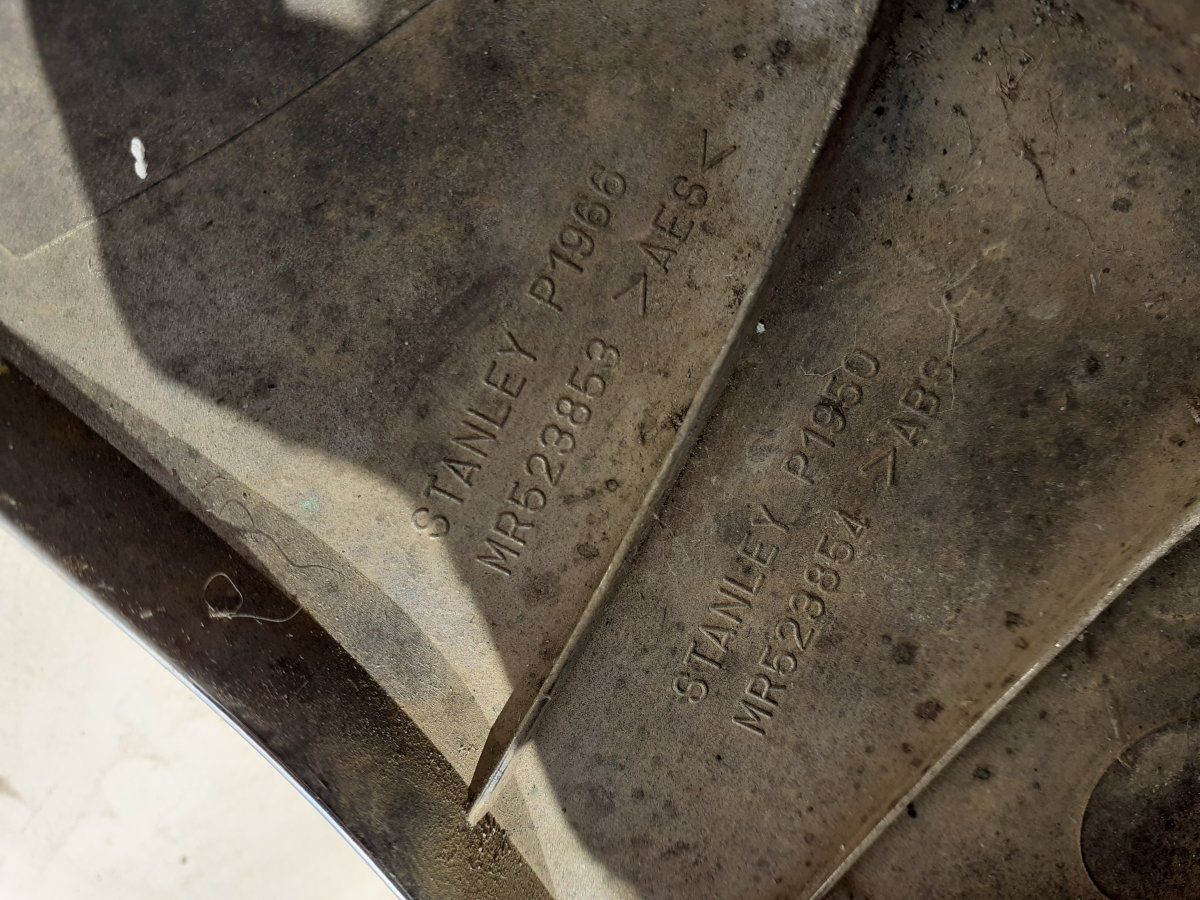 STANLEY P1966
MR523853 >AES<
STANLEY P1950
MR523854 >ABS<